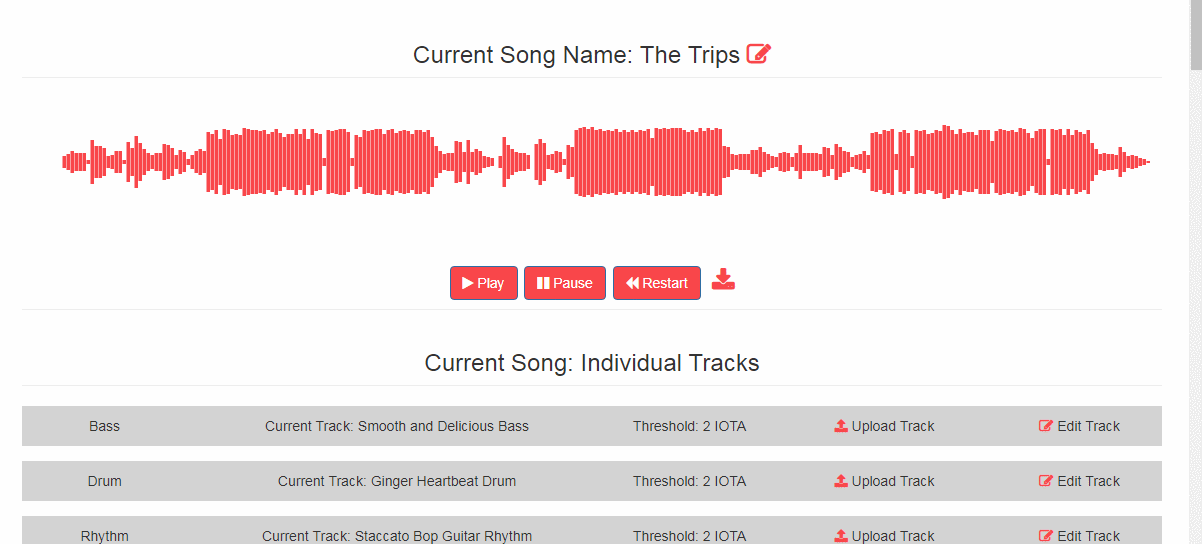 Current Song Name: The Trips
Play Pause Restart
Current Song: Individual Tracks
Bass Current Track: Smooth and Delicious Bass Threshold: 2 IOTA Upload Track Edit Track
Drum Current Track: Ginger Heartbeat Drum Threshold: 2 IOTA Upload Track Edit Track
Rhythm Current Track: Staccato Bop Guitar Rhythm Threshold: 2 IOTA Upload Track Edit Track